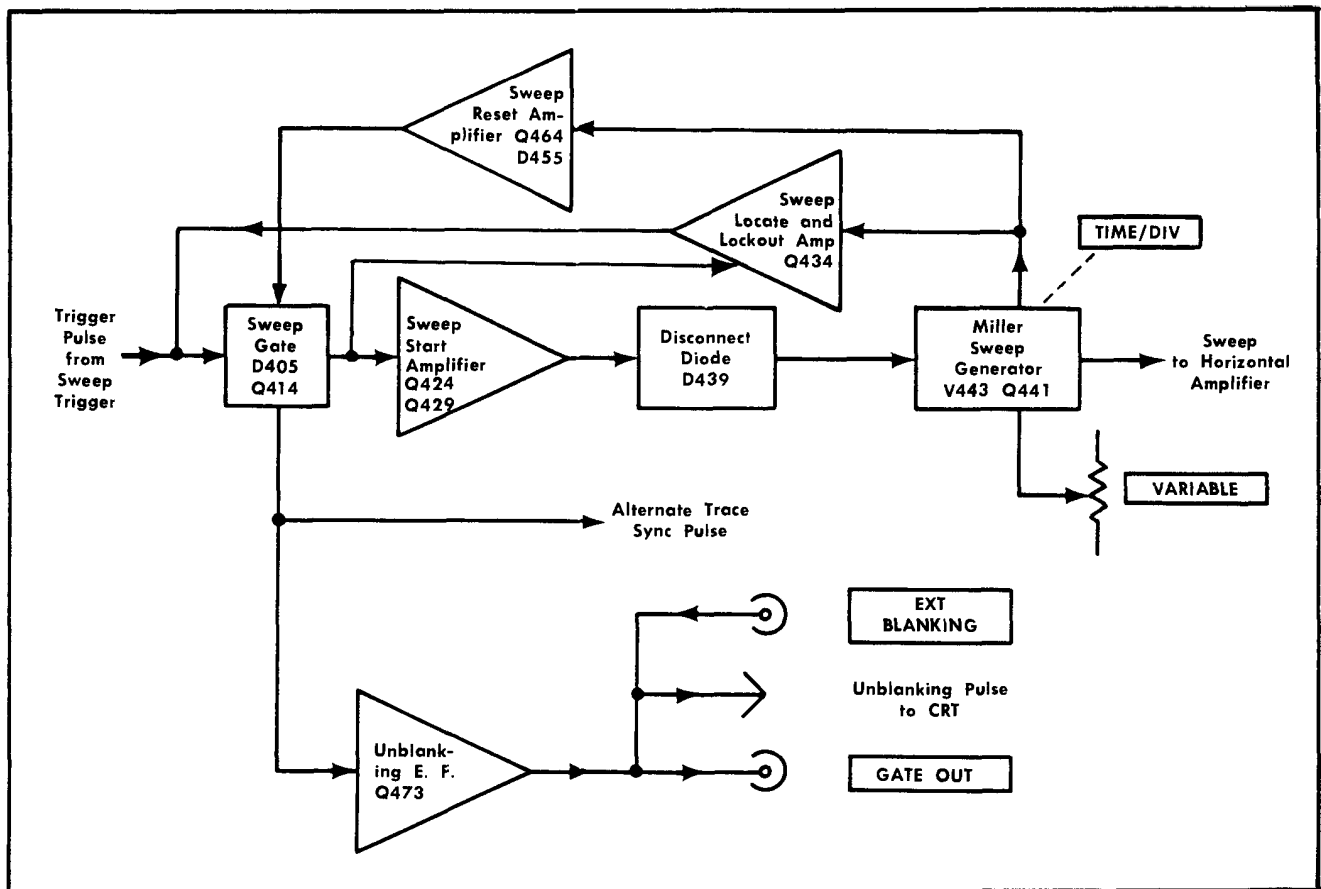 Sweep
Reset Am-
plifier Q464
D455
Sweep
Locate and
Lockout Amp
Q434
TIME/DIV
Trigger
Pulse
from
Sweep
Trigger
Sweep
Gate
D405
Q414
Sweep
Start
Amplifier
Q424
Q429
Disconnect
Diode
D439
Miller
Sweep
Generator
V443 Q441
Sweep
to Horizontal
Amplifier
VARIABLE
Alternate Trace
Sync Pulse
EXT
BLANKING
Unblanking Pulse
to CRT
Unblank-
ing E. F.
Q473
GATE OUT